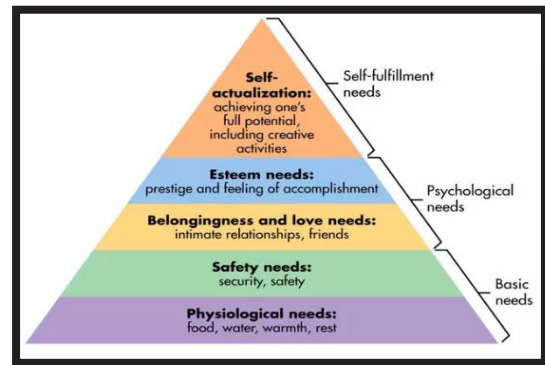 Self-
actualization:
achieving one's
full potential,
including creative
activities
Self-fulfillment
needs
Esteem needs:
prestige and feeling of accomplishment
Psychological
needs
Belongingness and love needs:
intimate relationships, friends
Safety needs:
security, safety
Basic
needs
Physiological needs:
food, water, warmth, rest